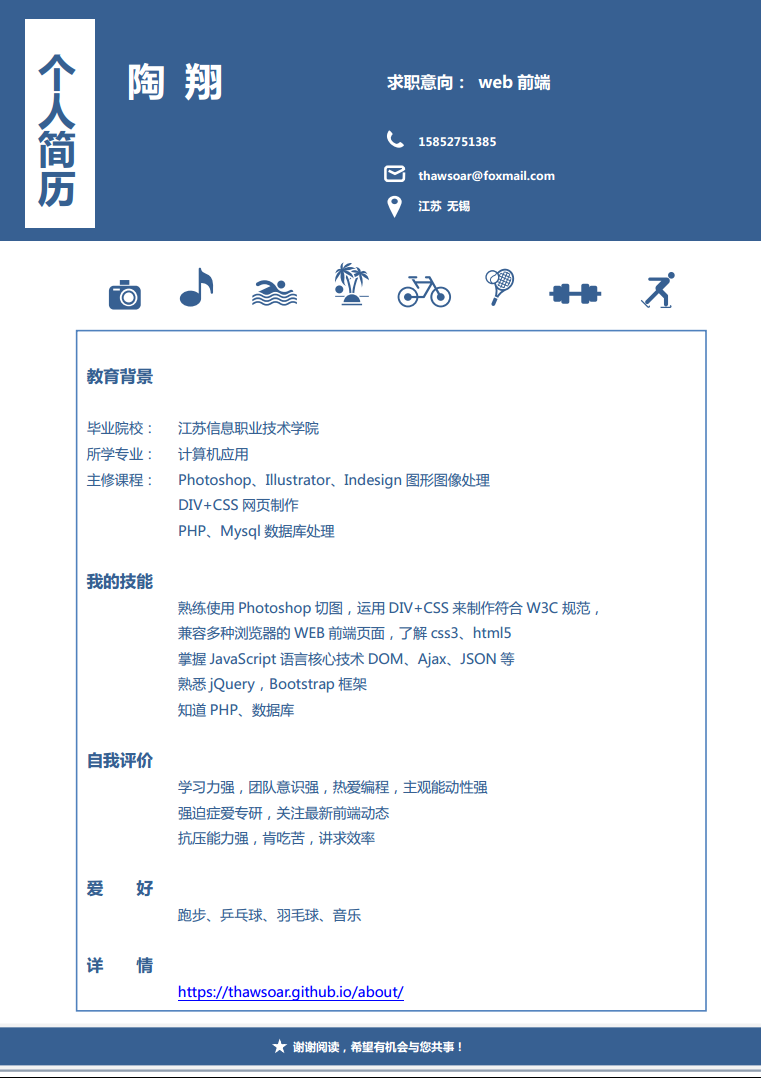 个人简历
陶 翔
求职意向： web 前端
15852751385
thawsoar@foxmail.com
江苏 无锡
教育背景
毕业院校： 江苏信息职业技术学院
所学专业： 计算机应用
主修课程： Photoshop、Illustrator、Indesign 图形图像处理
DIV+CSS 网页制作
PHP、Mysql 数据库处理
我的技能
熟练使用 Photoshop 切图，运用 DIV+CSS 来制作符合 W3C 规范，
兼容多种浏览器的 WEB 前端页面，了解 css3、html5
掌握 JavaScript 语言核心技术 DOM、Ajax、JSON 等
熟悉 jQuery，Bootstrap 框架
知道 PHP、数据库
自我评价
学习力强，团队意识强，热爱编程，主观能动性强
强迫症爱专研，关注最新前端动态
抗压能力强，肯吃苦，讲求效率
爱 好
跑步、乒乓球、羽毛球、音乐
详 情
https://thawsoar.github.io/about/
谢谢阅读，希望有机会与您共事！